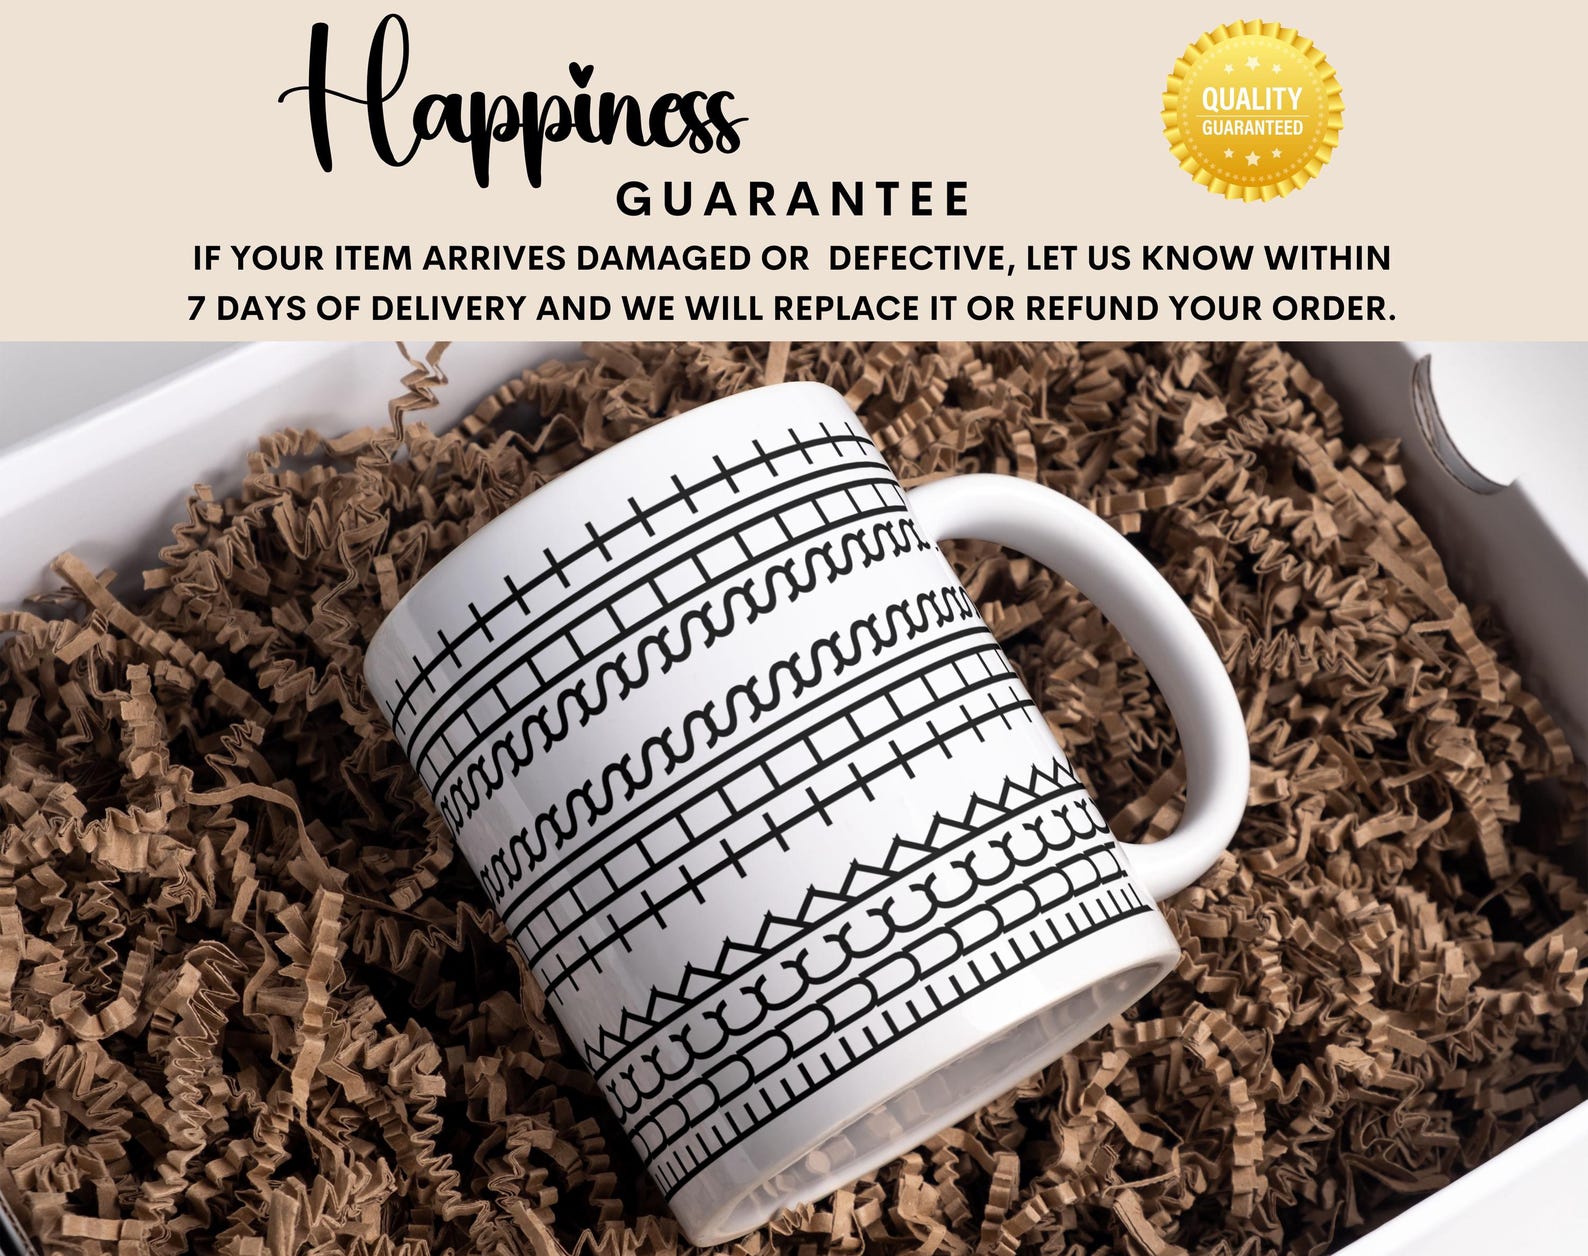 Happiness
GUARANTEE
QUALITY
GUARANTEED
IF YOUR ITEM ARRIVES DAMAGED OR DEFECTIVE, LET US KNOW WITHIN
7 DAYS OF DELIVERY AND WE WILL REPLACE IT OR REFUND YOUR ORDER.